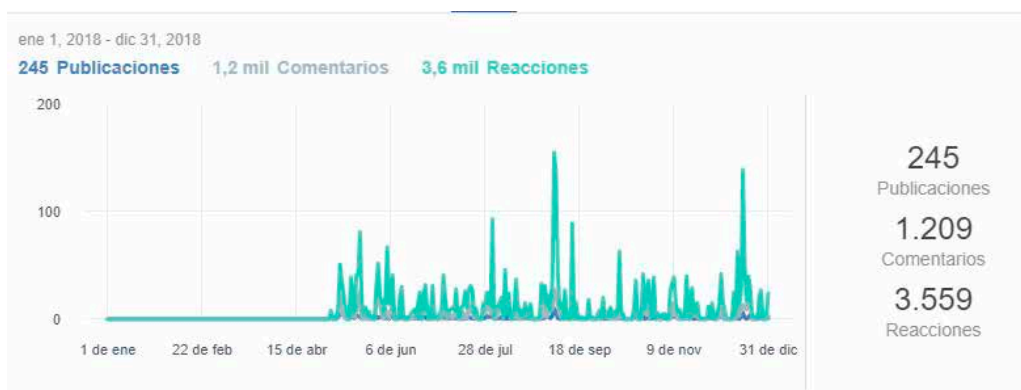 ene 1, 2018 - dic 31, 2018
245 Publicaciones 1,2 mil Comentarios 3,6 mil Reacciones
200
100
0
1 de ene 22 de feb 15 de abr 6 de jun 28 de jul 18 de sep 9 de nov 31 de dic
245
Publicaciones
1.209
Comentarios
3.559
Reacciones